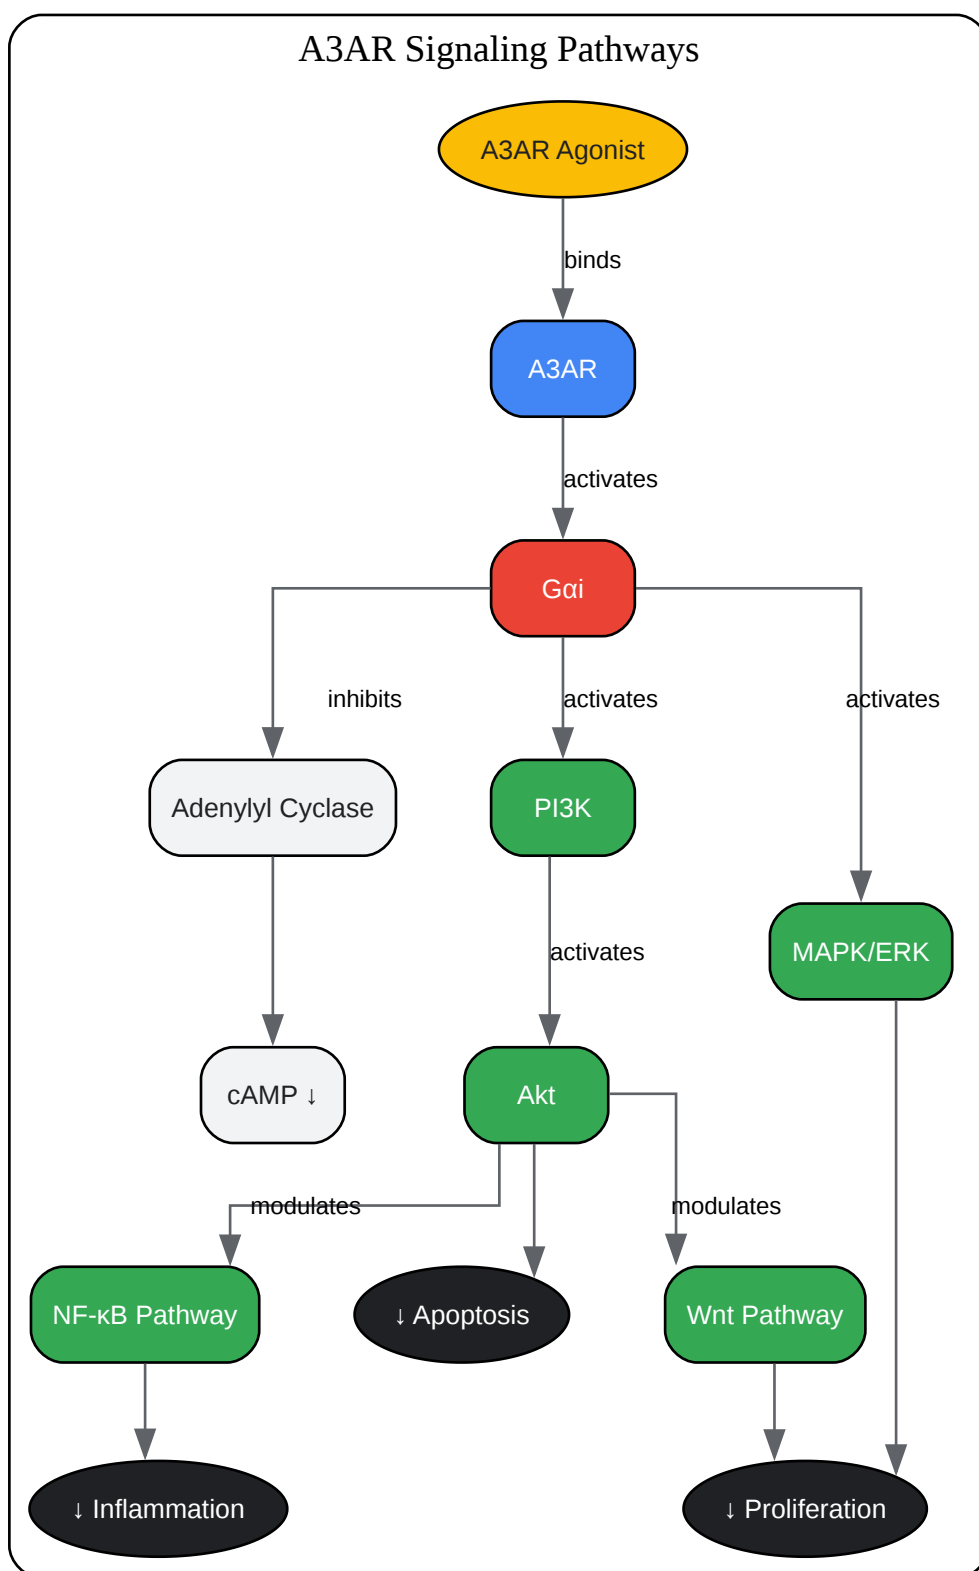 A3AR Signaling Pathways
A3AR Agonist
binds
A3AR
activates
Gαi
inhibits
activates
activates
Adenylyl Cyclase
PI3K
activates
MAPK/ERK
cAMP ↓
Akt
modulates
modulates
NF-κB Pathway
↓ Apoptosis
Wnt Pathway
↓ Inflammation
↓ Proliferation